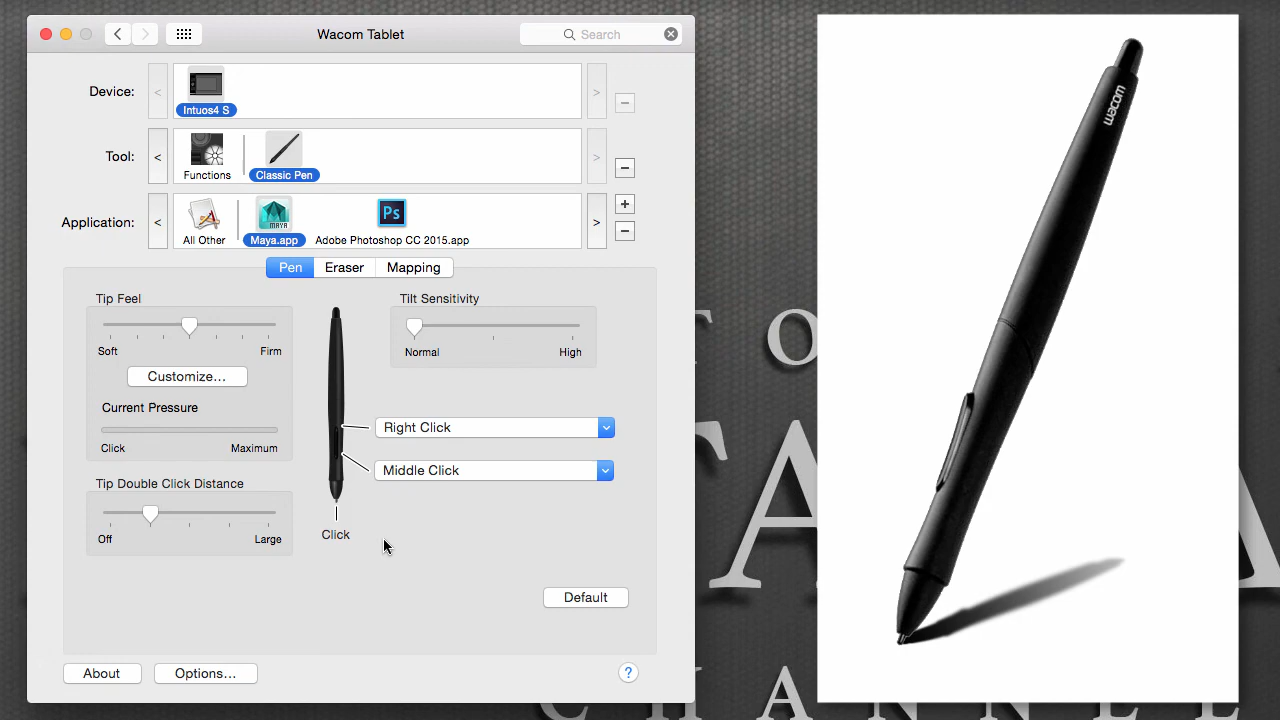 Wacom Tablet
Search
Device:
Intuos4 S
Tool:
Functions
Classic Pen
Application:
All Other
MAYA
Maya.app
Ps
Adobe Photoshop CC 2015.app
Pen
Eraser
Mapping
Tip Feel
Soft
Firm
Customize...
Current Pressure
Click
Maximum
Tip Double Click Distance
Off
Large
Tilt Sensitivity
Normal
High
Right Click
Middle Click
Click
Default
About
Options...
?
wacom